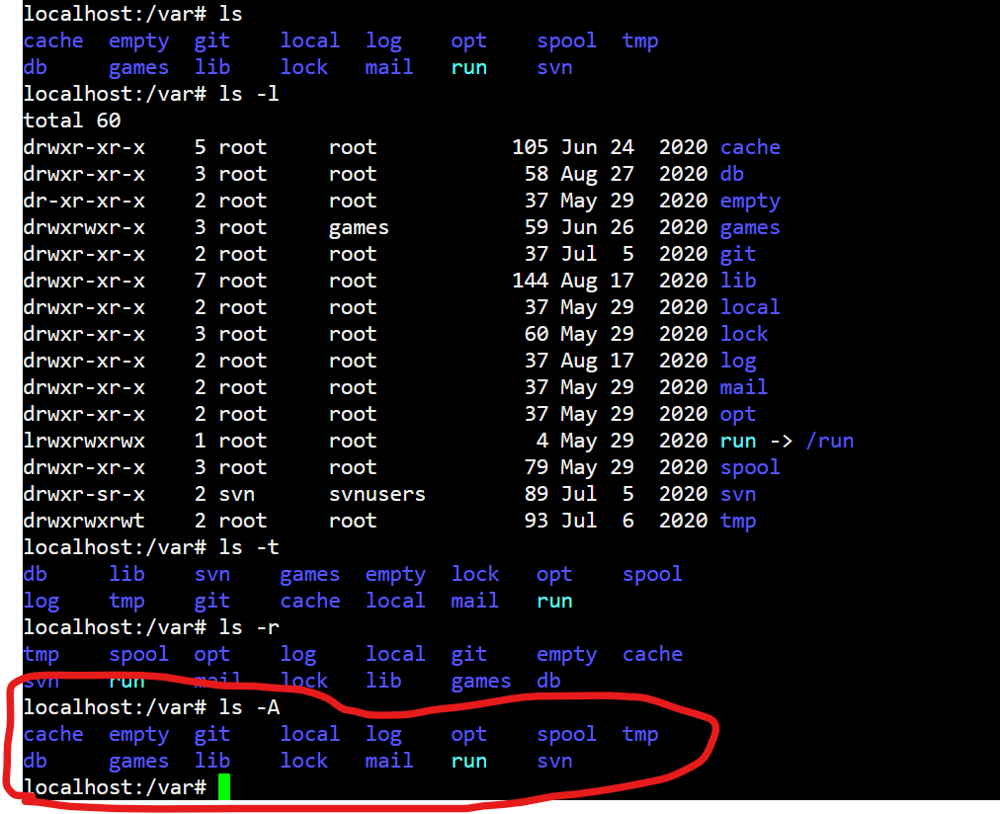 localhost:/var# ls
cache empty git local log opt spool tmp
db games lib lock mail run svn
localhost:/var# ls -l
total 60
drwxr-xr-x 5 root root 105 Jun 24 2020 cache
drwxr-xr-x 3 root root 58 Aug 27 2020 db
dr-xr-xr-x 2 root root 37 May 29 2020 empty
drwxrwxr-x 3 root games 59 Jun 26 2020 games
drwxr-xr-x 2 root root 37 Jul 5 2020 git
drwxr-xr-x 7 root root 144 Aug 17 2020 lib
drwxr-xr-x 2 root root 37 May 29 2020 local
drwxr-xr-x 3 root root 60 May 29 2020 lock
drwxr-xr-x 2 root root 37 Aug 17 2020 log
drwxr-xr-x 2 root root 37 May 29 2020 mail
drwxr-xr-x 2 root root 37 May 29 2020 opt
lrwxrwxrwx 1 root root 4 May 29 2020 run -> /run
drwxr-xr-x 3 root root 79 May 29 2020 spool
drwxr-sr-x 2 svn svnusers 89 Jul 5 2020 svn
drwxrwxrwt 2 root root 93 Jul 6 2020 tmp
localhost:/var# ls -t
db lib svn games empty lock opt spool
log tmp git cache local mail run
localhost:/var# ls -r
tmp spool opt log local git empty cache
svn run mail lock lib games db
localhost:/var# ls -A
cache empty git local log opt spool tmp
db games lib lock mail run svn
localhost:/var#